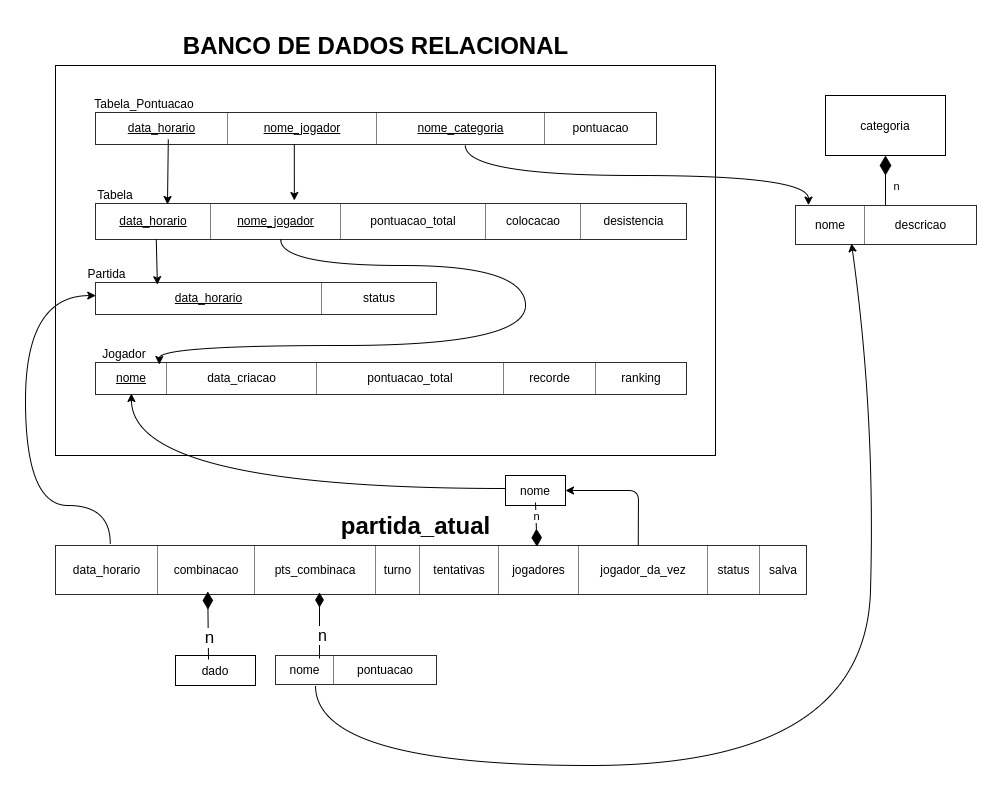 BANCO DE DADOS RELACIONAL
Tabela_Pontuacao
data_horario nome_jogador nome_categoria pontuacao
categoria
n
Tabela
data_horario nome_jogador pontuacao_total colocacao desistencia
nome descricao
Partida
data_horario status
Jogador
nome data_criacao pontuacao_total recorde ranking
nome
n
partida_atual
data_horario combinacao pts_combinaca turno tentativas jogadores jogador_da_vez status salva
n n
dado
nome pontuacao